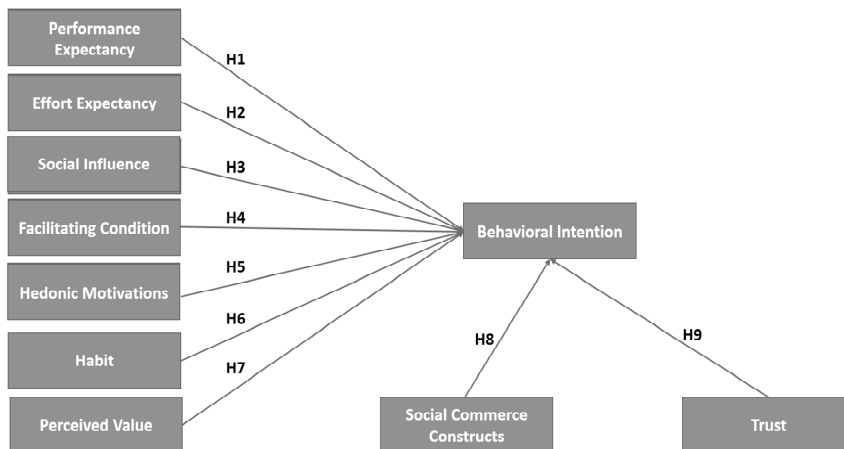 Performance
Expectancy
H1
Effort Expectancy
H2
Social Influence
H3
Facilitating Condition
H4
Behavioral Intention
Hedonic Motivations
H5
Habit
H6
H7
H8
H9
Perceived Value
Social Commerce
Constructs
Trust